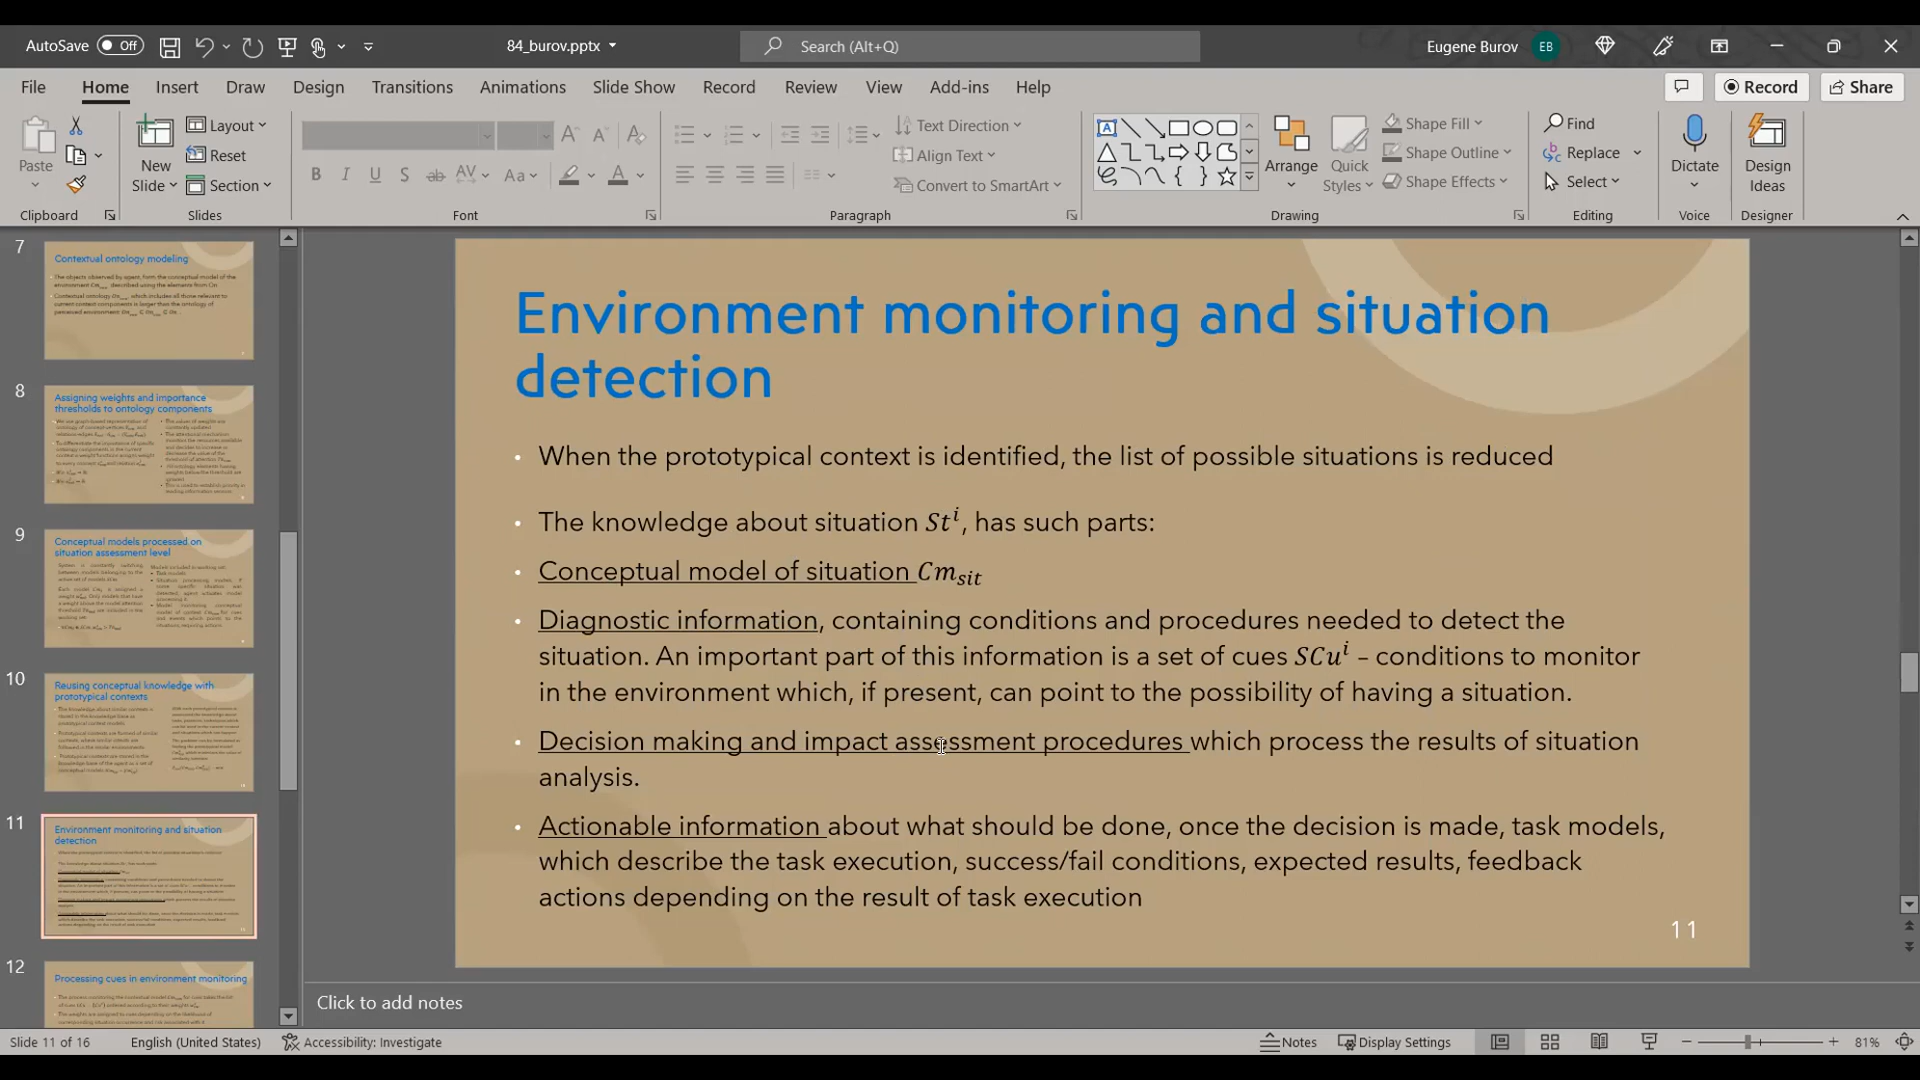 AutoSave Off 84_burov.pptx Search (Alt+Q) Eugene Burov EB
File Home Insert Draw Design Transitions Animations Slide Show Record Review View Add-ins Help Record Share
Paste
Layout
Reset
New
Slide
Section
B I U S ab AV Aa A
Text Direction
Align Text
Convert to SmartArt
Arrange
Quick
Styles
Shape Fill
Shape Outline
Shape Effects
Find
Replace
Select
Dictate
Design
Ideas
Clipboard Slides Font Paragraph Drawing Editing Voice Designer
7
Contextual ontology modeling
8
Assigning weights and importance
thresholds to ontology components
9
Conceptual models processed on
situation assessment level
10
Reusing conceptual knowledge with
prototypical contexts
11
Environment monitoring and situation
detection
12
Processing cues in environment monitoring
Environment monitoring and situation
detection
• When the prototypical context is identified, the list of possible situations is reduced
• The knowledge about situation Stⁱ, has such parts:
• Conceptual model of situation Cm_sit
• Diagnostic information, containing conditions and procedures needed to detect the
situation. An important part of this information is a set of cues SCuⁱ – conditions to monitor
in the environment which, if present, can point to the possibility of having a situation.
• Decision making and impact assessment procedures which process the results of situation
analysis.
• Actionable information about what should be done, once the decision is made, task models,
which describe the task execution, success/fail conditions, expected results, feedback
actions depending on the result of task execution
11
Click to add notes
Slide 11 of 16 English (United States) Accessibility: Investigate Notes Display Settings 81%